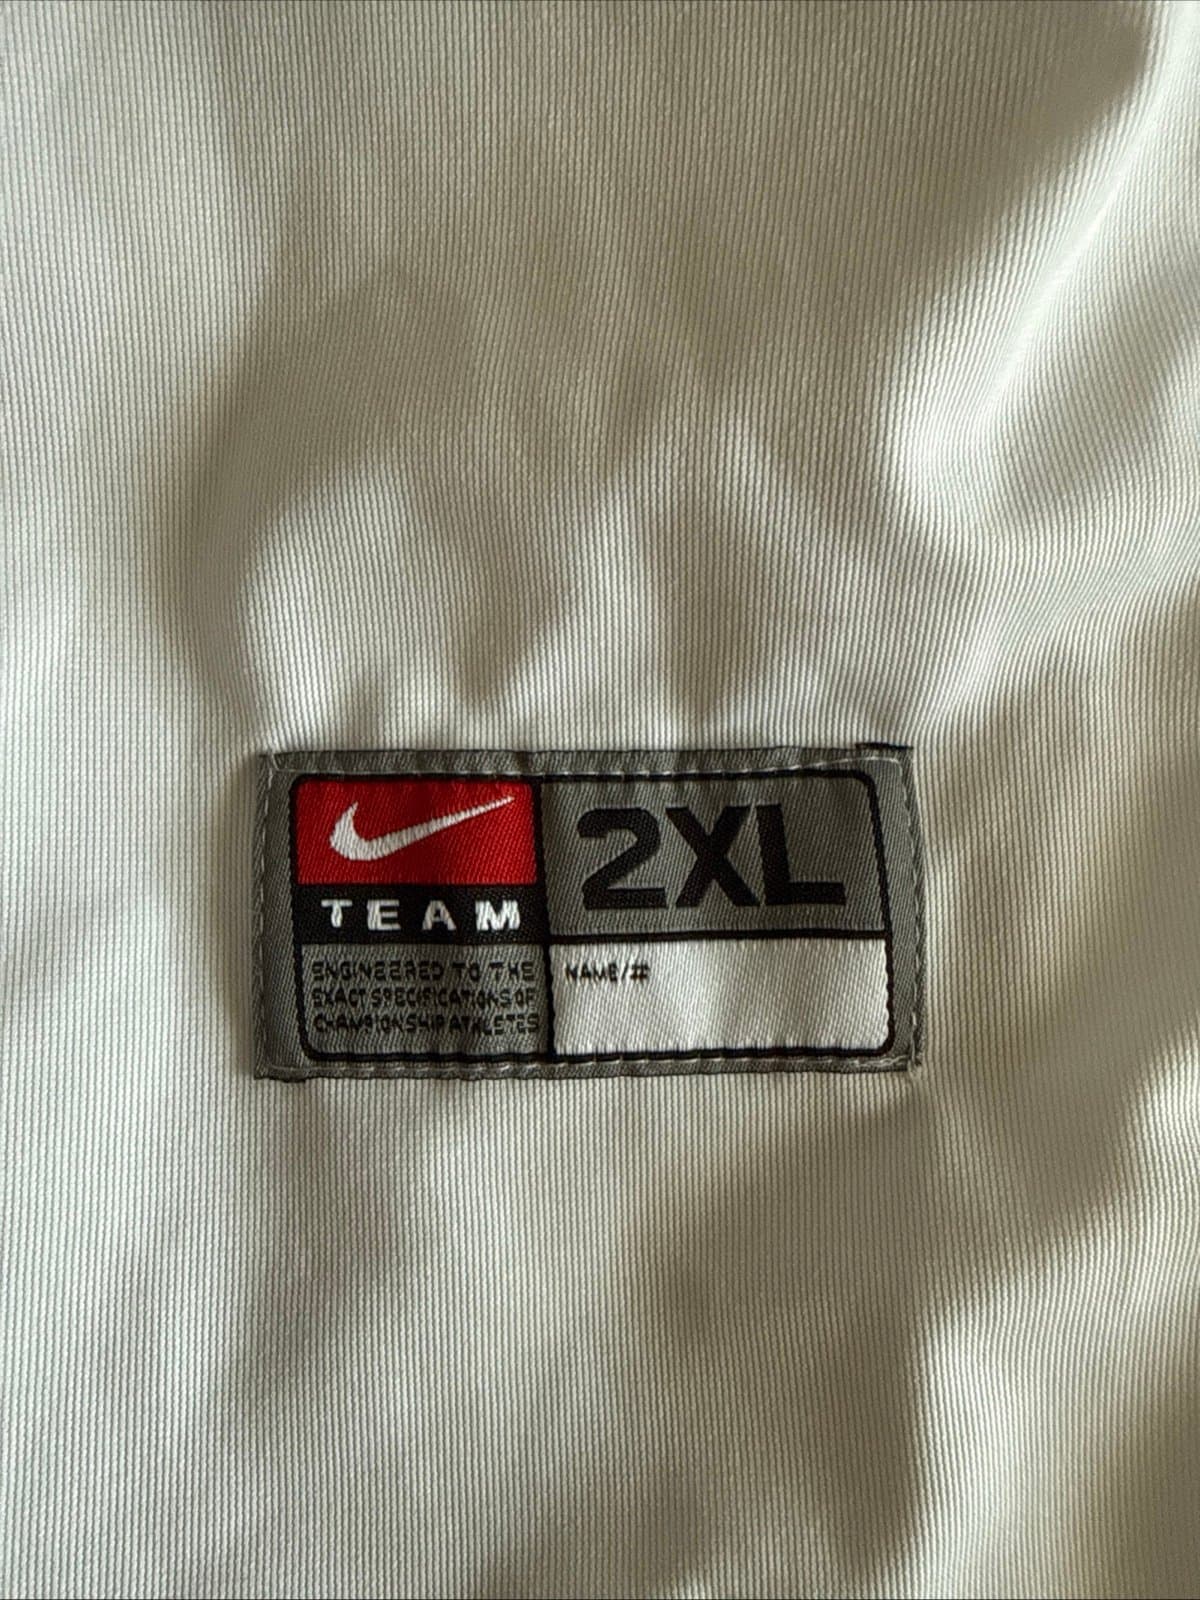 TEAM
2XL
ENGINEERED TO THE
EXACT SPECIFICATIONS OF
CHAMPIONSHIP ATHLETES
NAME/#